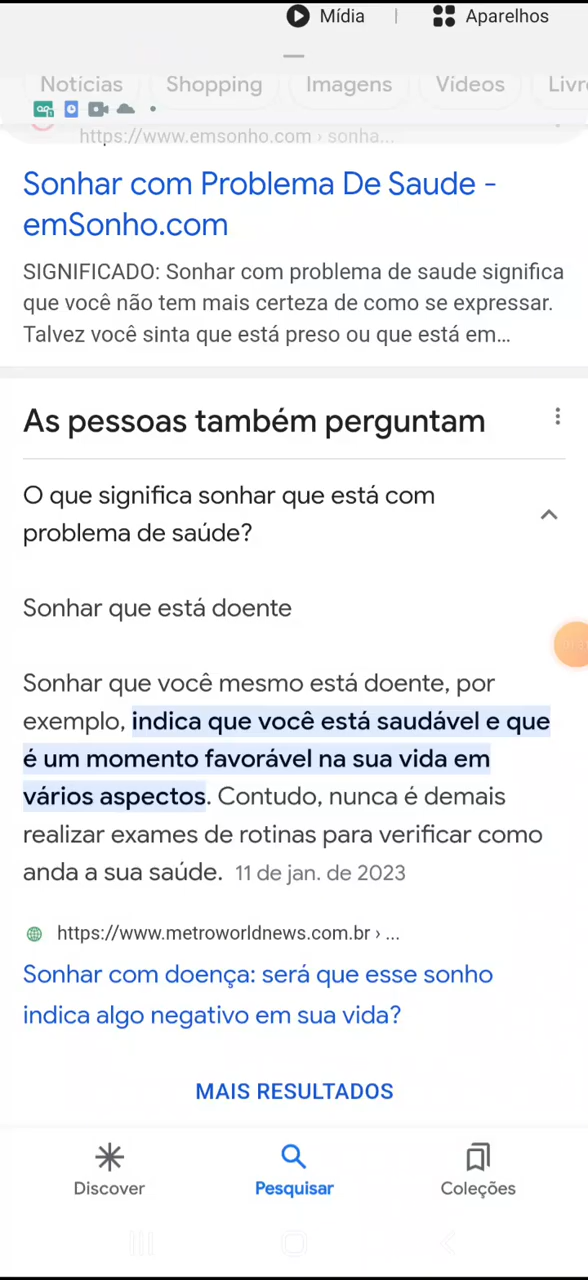 Mídia | Aparelhos
Notícias Shopping Imagens Vídeos Livr
https://www.emsonho.com › sonha...
Sonhar com Problema De Saude -
emSonho.com
SIGNIFICADO: Sonhar com problema de saude significa
que você não tem mais certeza de como se expressar.
Talvez você sinta que está preso ou que está em...
As pessoas também perguntam
O que significa sonhar que está com
problema de saúde?
Sonhar que está doente
Sonhar que você mesmo está doente, por
exemplo, indica que você está saudável e que
é um momento favorável na sua vida em
vários aspectos. Contudo, nunca é demais
realizar exames de rotinas para verificar como
anda a sua saúde. 11 de jan. de 2023
https://www.metroworldnews.com.br › ...
Sonhar com doença: será que esse sonho
indica algo negativo em sua vida?
MAIS RESULTADOS
Discover Pesquisar Coleções